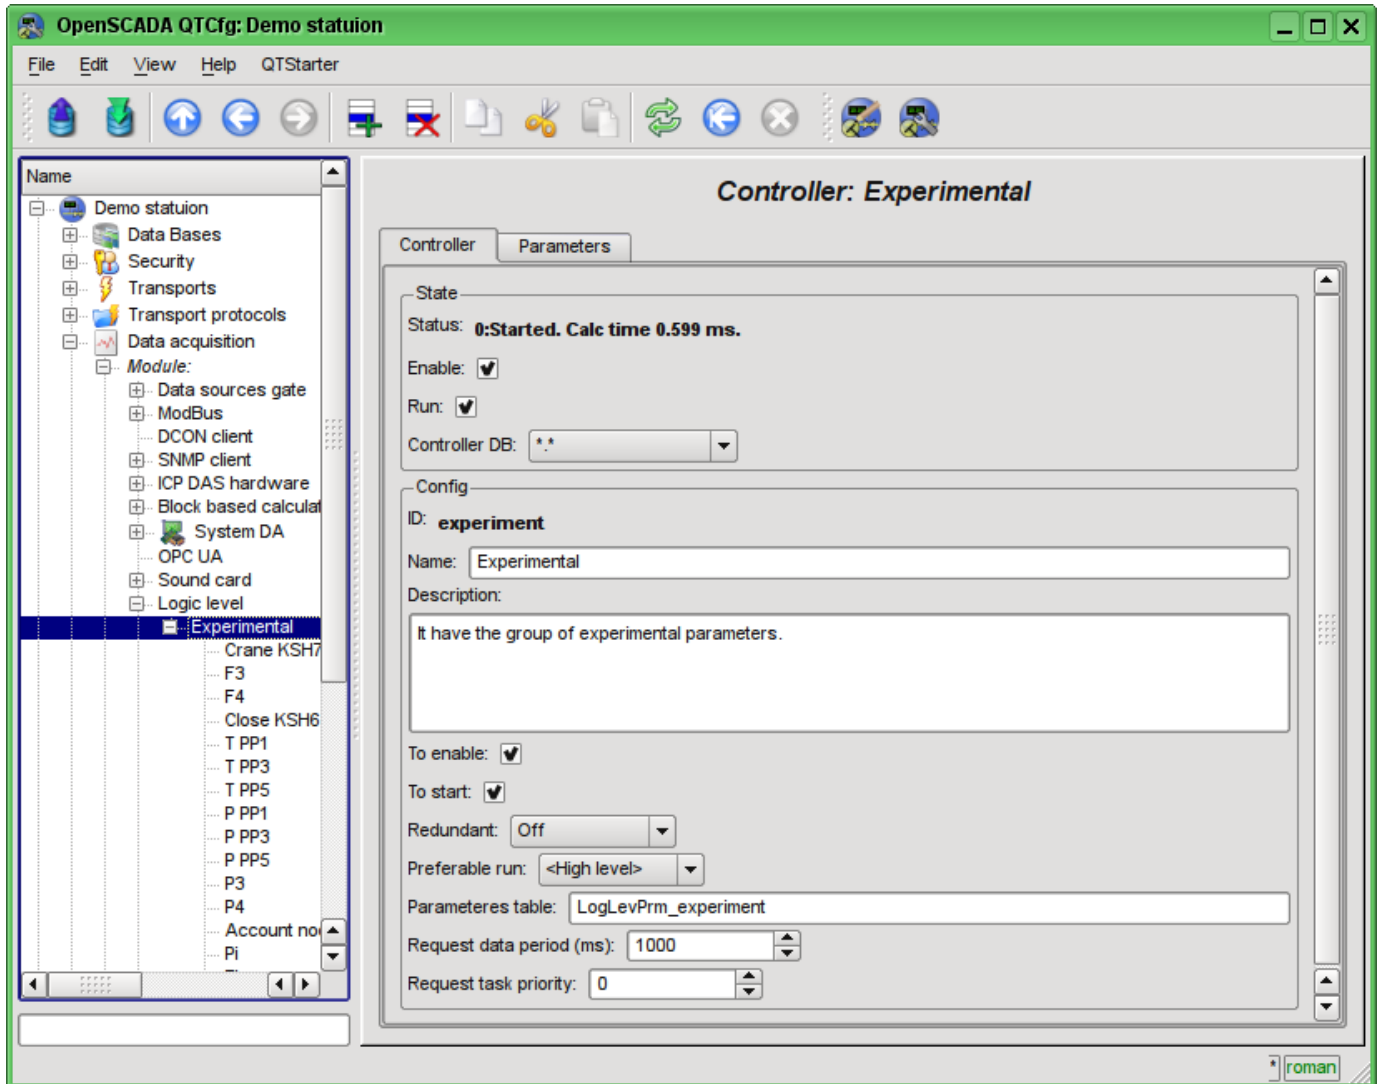 OpenSCADA QTCfg: Demo statuion
File Edit View Help QTStarter
Name
Demo statuion
Data Bases
Security
Transports
Transport protocols
Data acquisition
Module:
Data sources gate
ModBus
DCON client
SNMP client
ICP DAS hardware
Block based calculat
System DA
OPC UA
Sound card
Logic level
Experimental
Crane KSH7
F3
F4
Close KSH6
T PP1
T PP3
T PP5
P PP1
P PP3
P PP5
P3
P4
Account no
Pi
Controller: Experimental
Controller Parameters
State
Status: 0:Started. Calc time 0.599 ms.
Enable:
Run:
Controller DB: *.*
Config
ID: experiment
Name: Experimental
Description:
It have the group of experimental parameters.
To enable:
To start:
Redundant: Off
Preferable run: <High level>
Parameteres table: LogLevPrm_experiment
Request data period (ms): 1000
Request task priority: 0
* roman